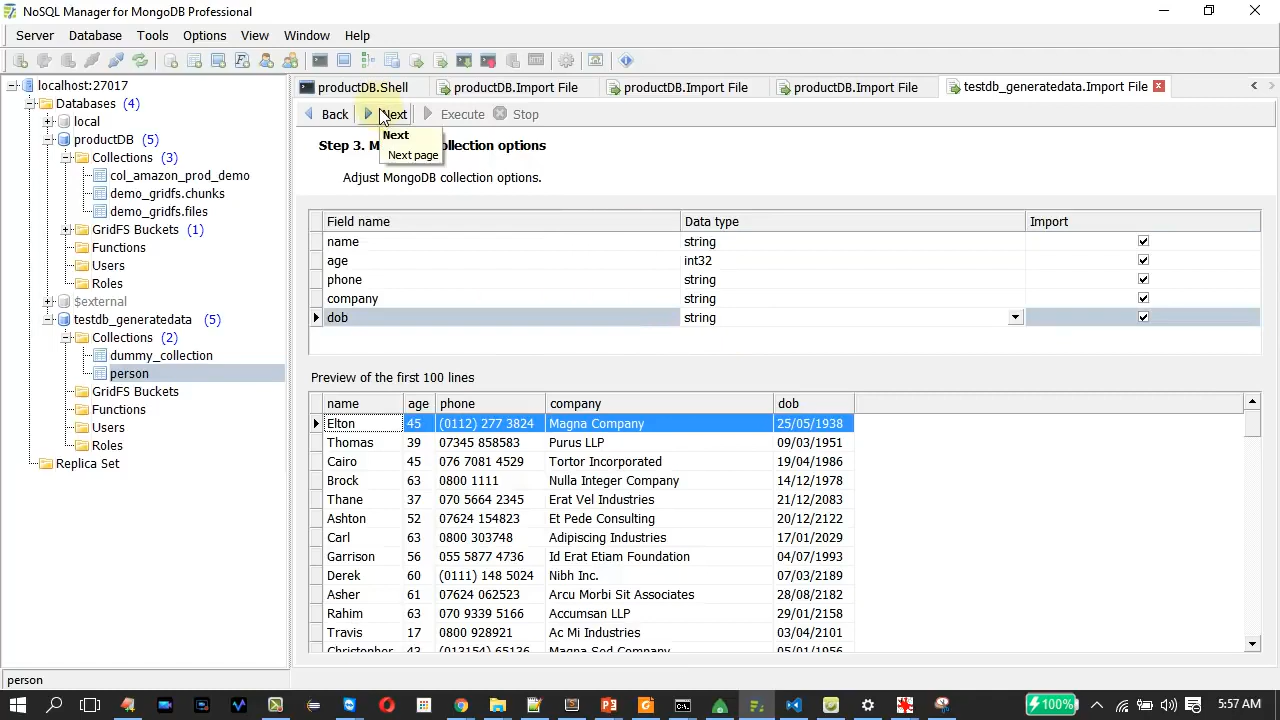 NoSQL Manager for MongoDB Professional
Server Database Tools Options View Window Help
localhost:27017
Databases (4)
local
productDB (5)
Collections (3)
col_amazon_prod_demo
demo_gridfs.chunks
demo_gridfs.files
GridFS Buckets (1)
Functions
Users
Roles
$external
testdb_generatedata (5)
Collections (2)
dummy_collection
person
GridFS Buckets
Functions
Users
Roles
Replica Set
productDB.Shell productDB.Import File productDB.Import File productDB.Import File testdb_generatedata.Import File
Back Next Execute Stop
Next
Next page
Step 3. M collection options
Adjust MongoDB collection options.
Field name Data type Import
name string
age int32
phone string
company string
dob string
Preview of the first 100 lines
name age phone company dob
Elton 45 (0112) 277 3824 Magna Company 25/05/1938
Thomas 39 07345 858583 Purus LLP 09/03/1951
Cairo 45 076 7081 4529 Tortor Incorporated 19/04/1986
Brock 63 0800 1111 Nulla Integer Company 14/12/1978
Thane 37 070 5664 2345 Erat Vel Industries 21/12/2083
Ashton 52 07624 154823 Et Pede Consulting 20/12/2122
Carl 63 0800 303748 Adipiscing Industries 17/01/2029
Garrison 56 055 5877 4736 Id Erat Etiam Foundation 04/07/1993
Derek 60 (0111) 148 5024 Nibh Inc. 07/03/2189
Asher 61 07624 062523 Arcu Morbi Sit Associates 28/08/2182
Rahim 63 070 9339 5166 Accumsan LLP 29/01/2158
Travis 17 0800 928921 Ac Mi Industries 03/04/2101
Christopher 43 (013154) 65136 Magna Sed Company 05/01/1956
person
100% 5:57 AM